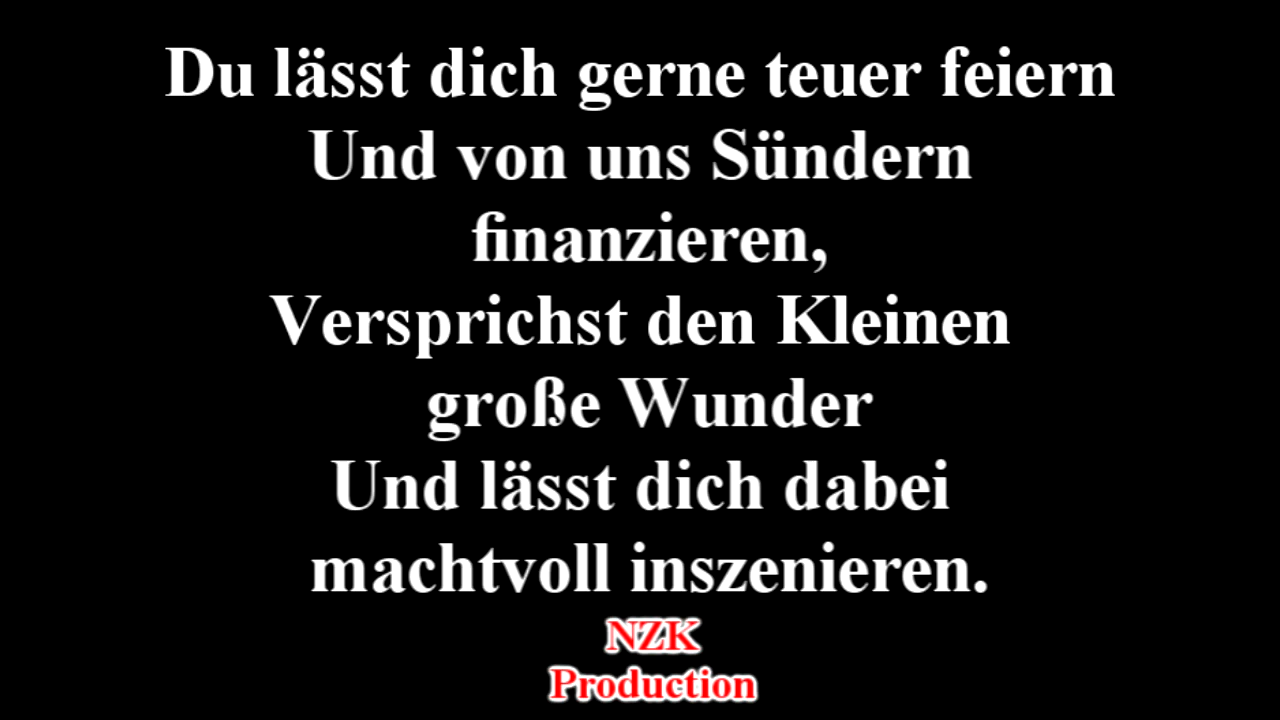 Du lässt dich gerne teuer feiern
Und von uns Sündern
finanzieren,
Versprichst den Kleinen
große Wunder
Und lässt dich dabei
machtvoll inszenieren.
NZK
Production